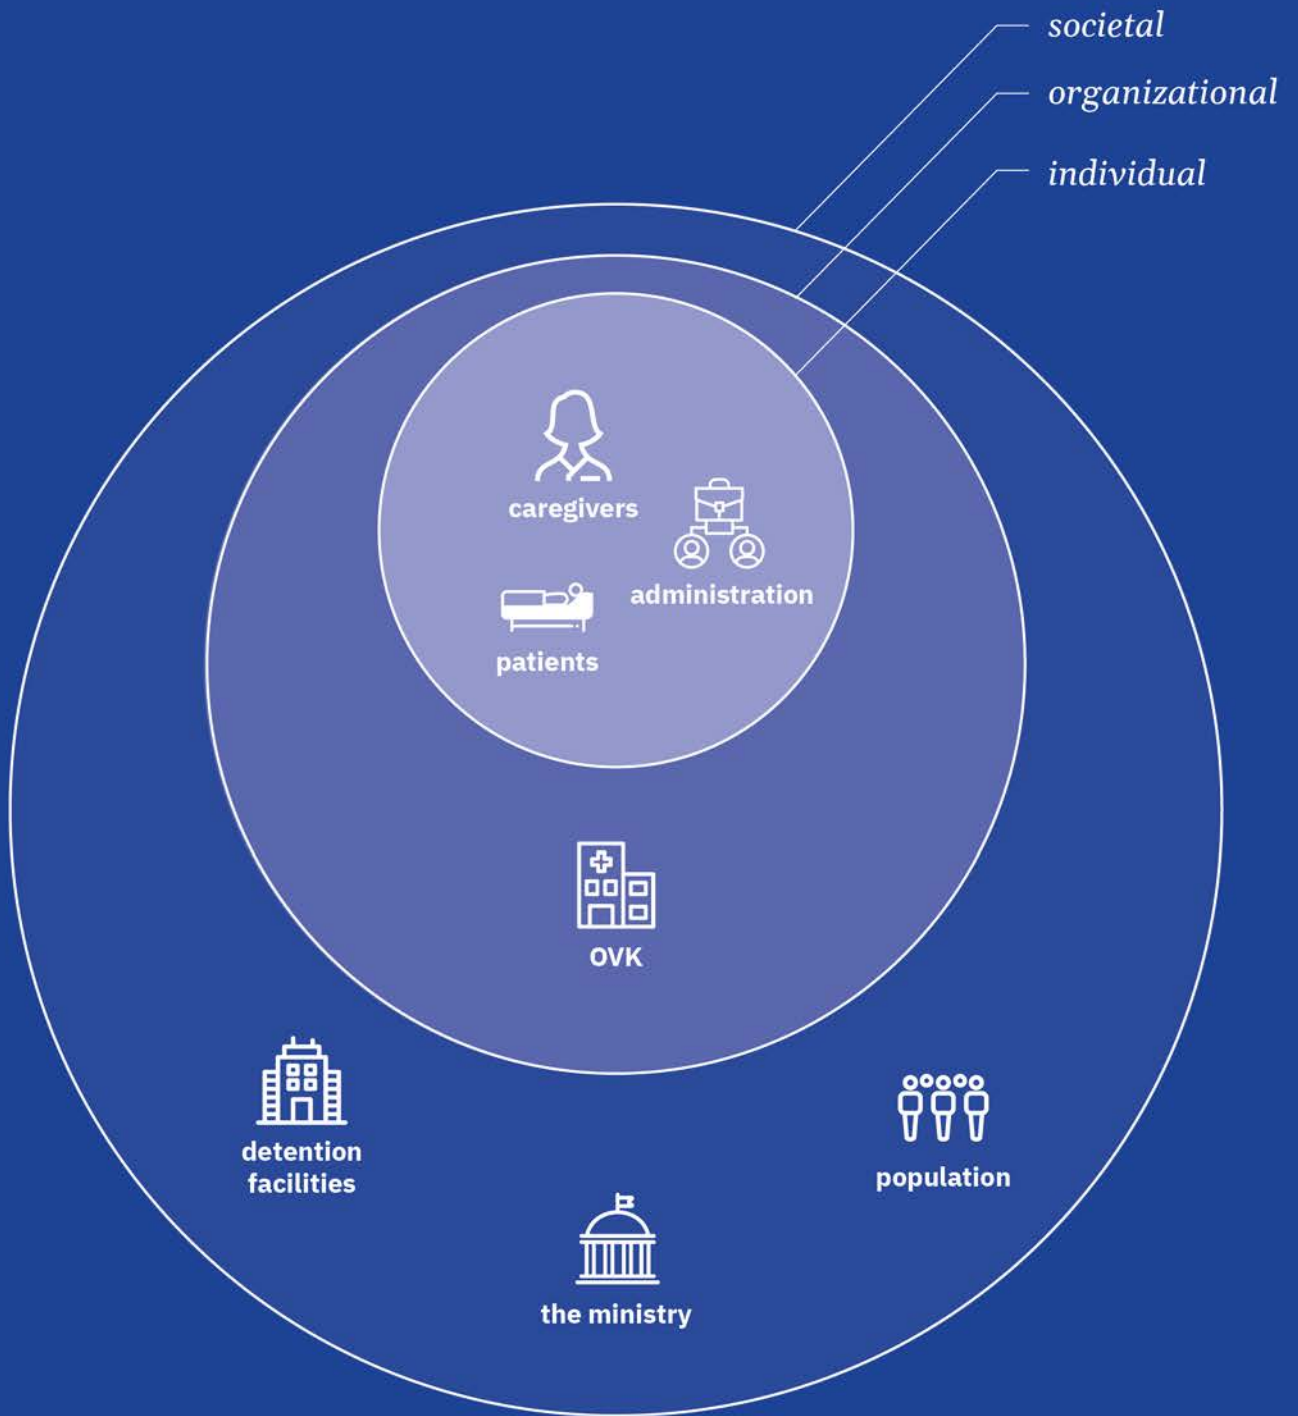 societal
organizational
individual
caregivers
administration
patients
OVK
detention
facilities
population
the ministry